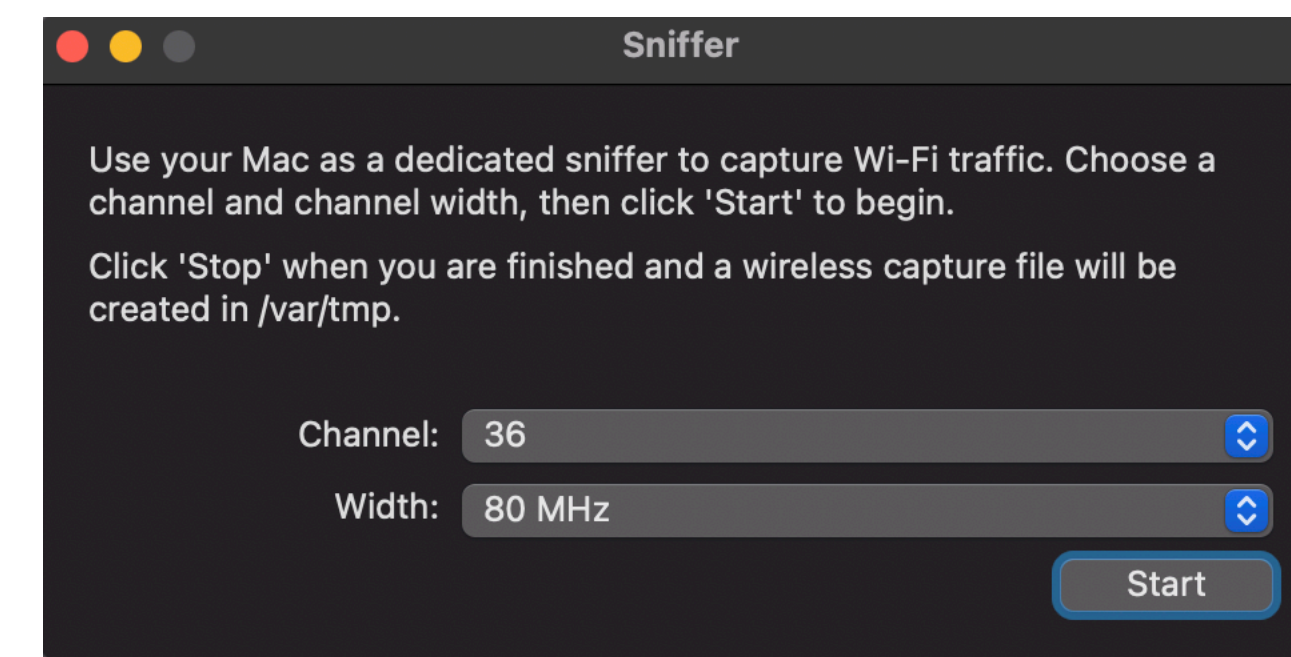 Sniffer
Use your Mac as a dedicated sniffer to capture Wi-Fi traffic. Choose a
channel and channel width, then click 'Start' to begin.
Click 'Stop' when you are finished and a wireless capture file will be
created in /var/tmp.
Channel: 36
Width: 80 MHz
Start